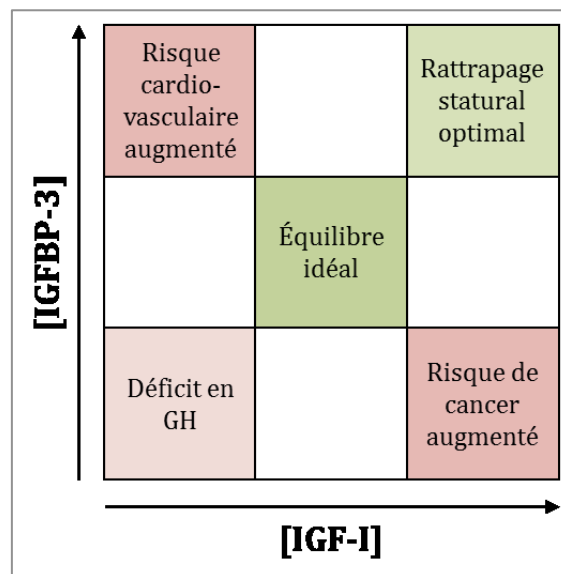 Risque
cardio-
vasculaire
augmenté
Rattrapage
statural
optimal
Équilibre
idéal
Déficit en
GH
Risque de
cancer
augmenté
[IGFBP-3]
[IGF-I]